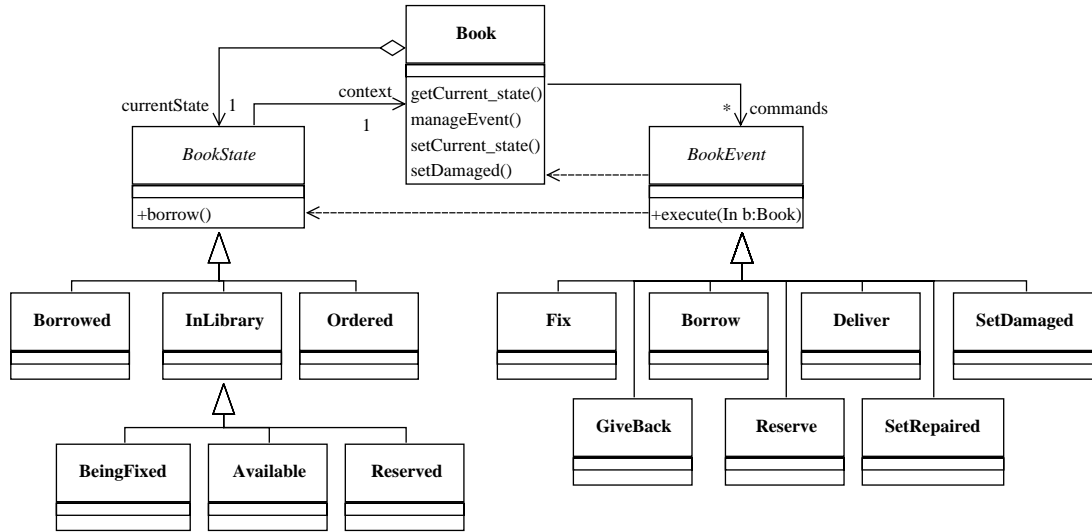 Book
getCurrent_state()
manageEvent()
setCurrent_state()
setDamaged()
currentState
1
context
1
*
commands
BookState
+borrow()
BookEvent
+execute(In b:Book)
Borrowed
InLibrary
Ordered
Fix
Borrow
Deliver
SetDamaged
GiveBack
Reserve
SetRepaired
BeingFixed
Available
Reserved